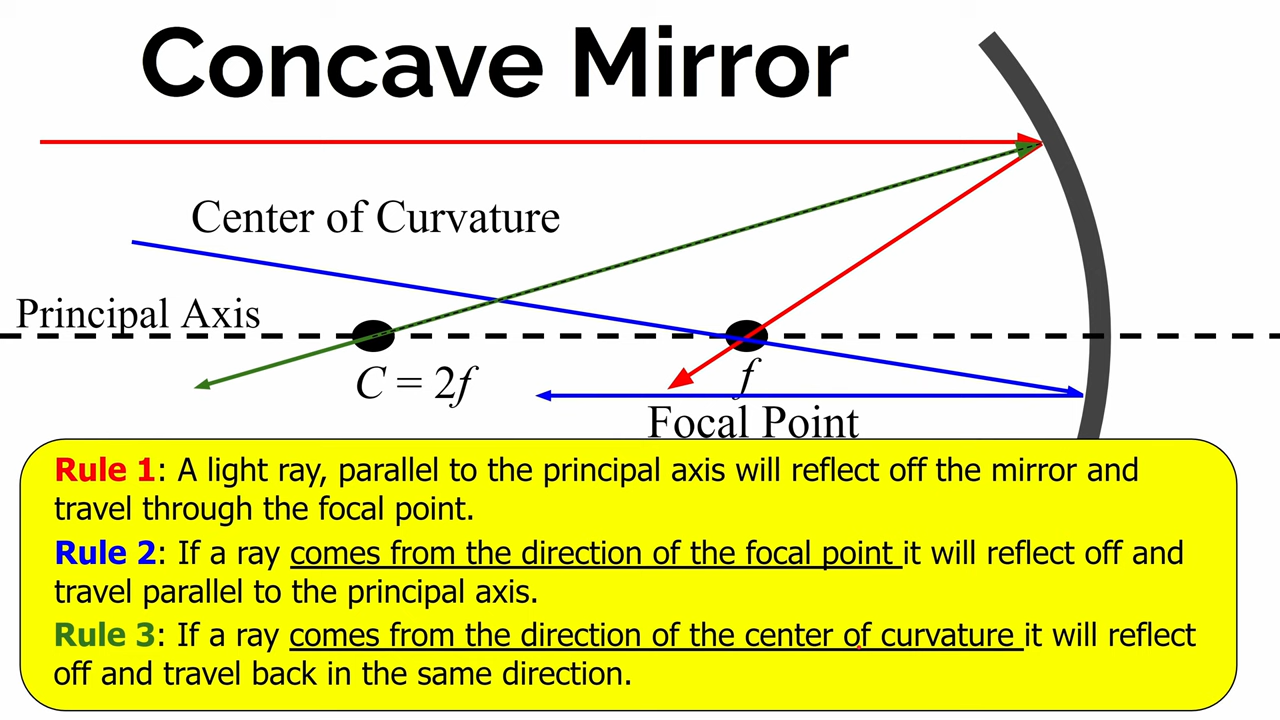 Concave Mirror
Center of Curvature
Principal Axis
C = 2f
f
Focal Point
Rule 1: A light ray, parallel to the principal axis will reflect off the mirror and
travel through the focal point.
Rule 2: If a ray comes from the direction of the focal point it will reflect off and
travel parallel to the principal axis.
Rule 3: If a ray comes from the direction of the center of curvature it will reflect
off and travel back in the same direction.